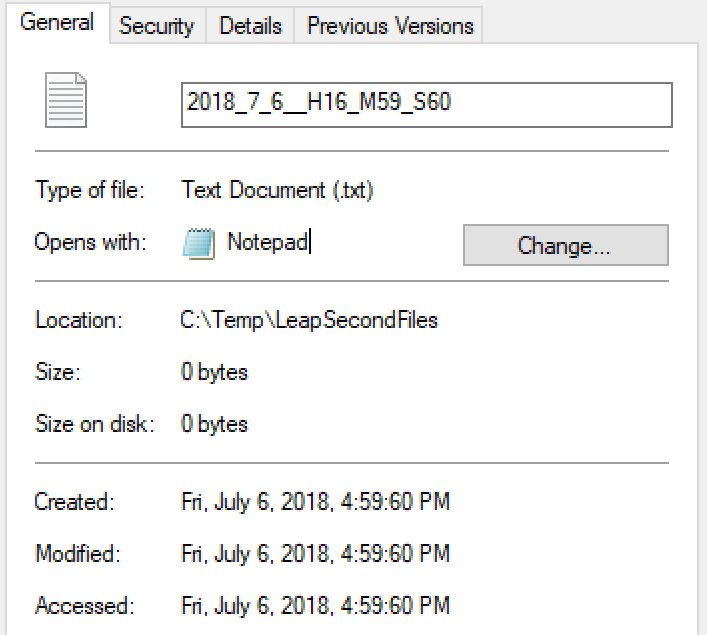 General Security Details Previous Versions
2018_7_6__H16_M59_S60
Type of file: Text Document (.txt)
Opens with: Notepad Change...
Location: C:\Temp\LeapSecondFiles
Size: 0 bytes
Size on disk: 0 bytes
Created: Fri, July 6, 2018, 4:59:60 PM
Modified: Fri, July 6, 2018, 4:59:60 PM
Accessed: Fri, July 6, 2018, 4:59:60 PM